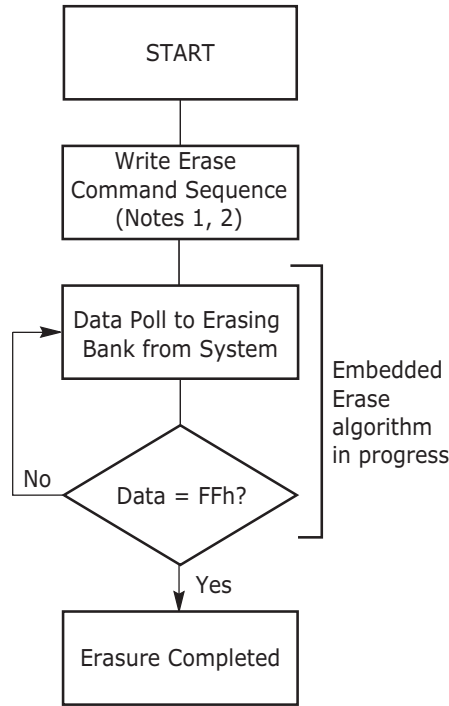 START
Write Erase
Command Sequence
(Notes 1, 2)
Data Poll to Erasing
Bank from System
Embedded
Erase
algorithm
in progress
No
Data = FFh?
Yes
Erasure Completed